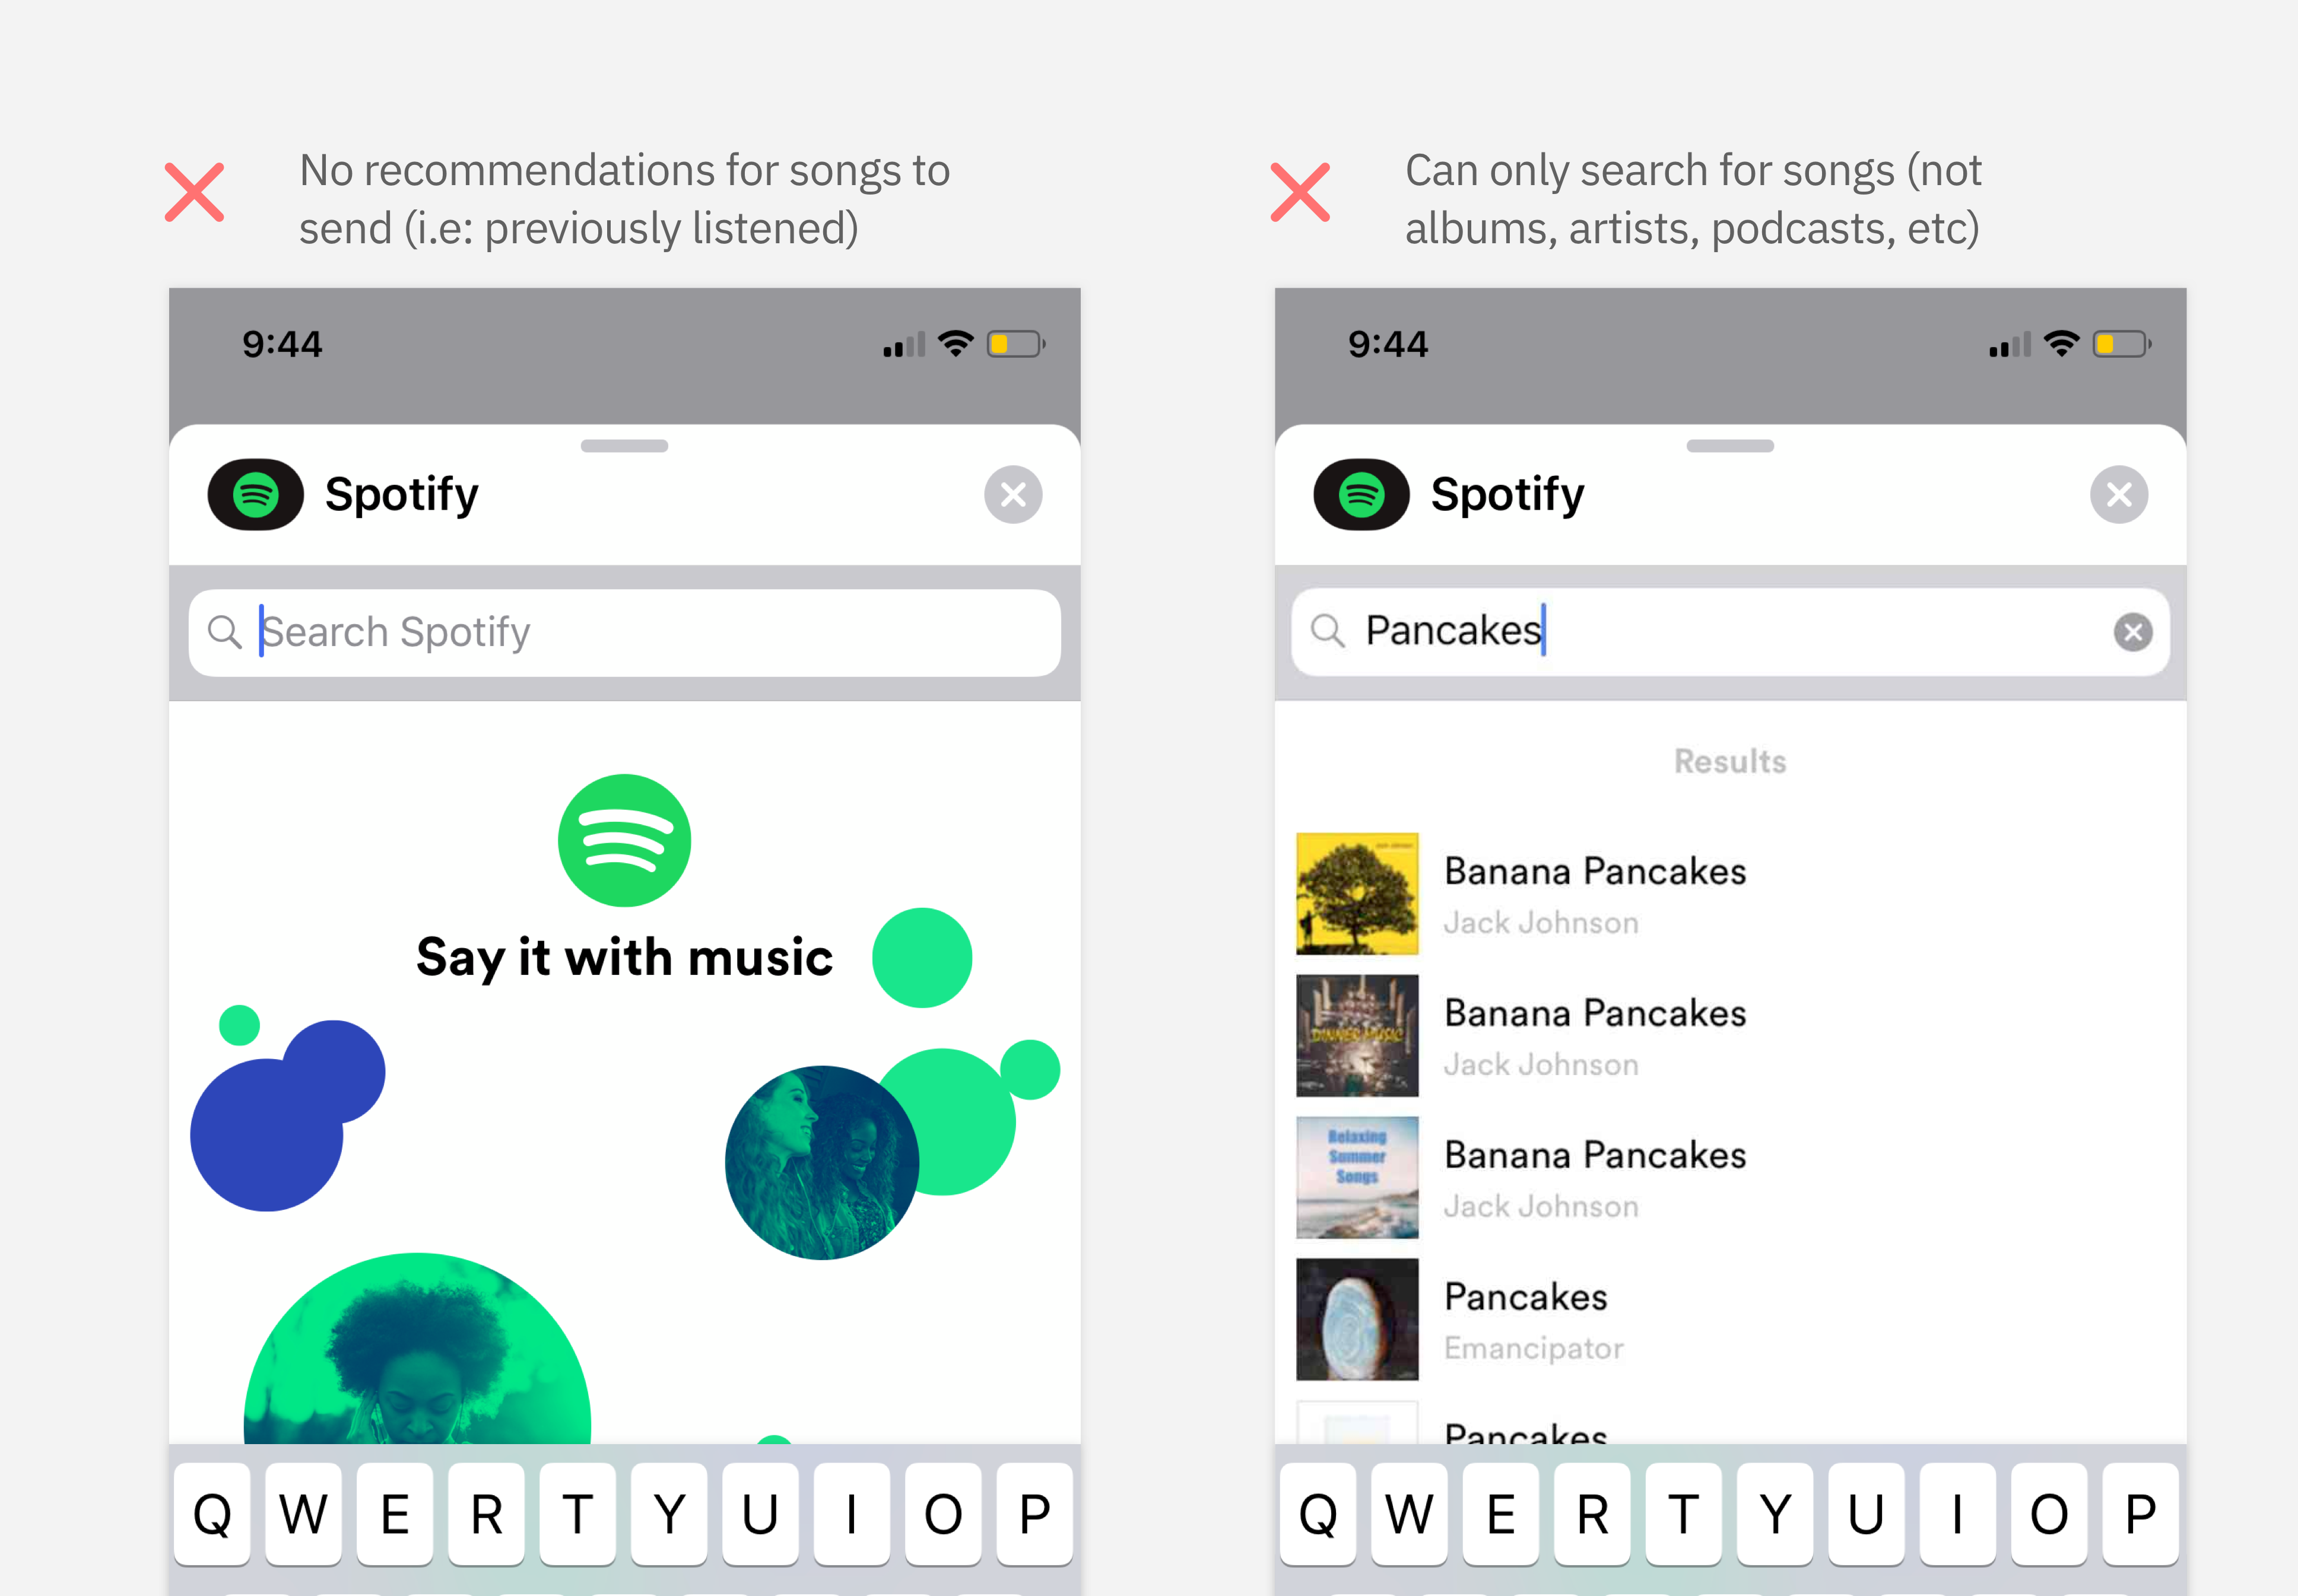 No recommendations for songs to
send (i.e: previously listened)
Can only search for songs (not
albums, artists, podcasts, etc)
9:44
Spotify
Search Spotify
Say it with music
Q W E R T Y U I O P
9:44
Spotify
Pancakes
Results
Banana Pancakes
Jack Johnson
DINNER MUSIC
Banana Pancakes
Jack Johnson
Relaxing
Summer
Songs
Banana Pancakes
Jack Johnson
Pancakes
Emancipator
Pancakes
Q W E R T Y U I O P